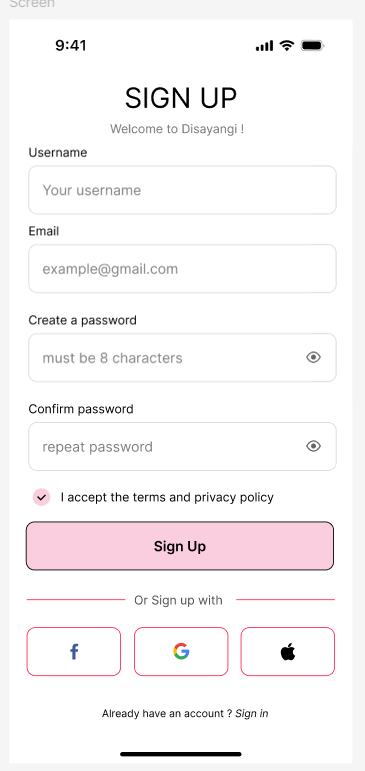 Screen
9:41
SIGN UP
Welcome to Disayangi !
Username
Your username
Email
example@gmail.com
Create a password
must be 8 characters
Confirm password
repeat password
I accept the terms and privacy policy
Sign Up
Or Sign up with
Already have an account ? Sign in